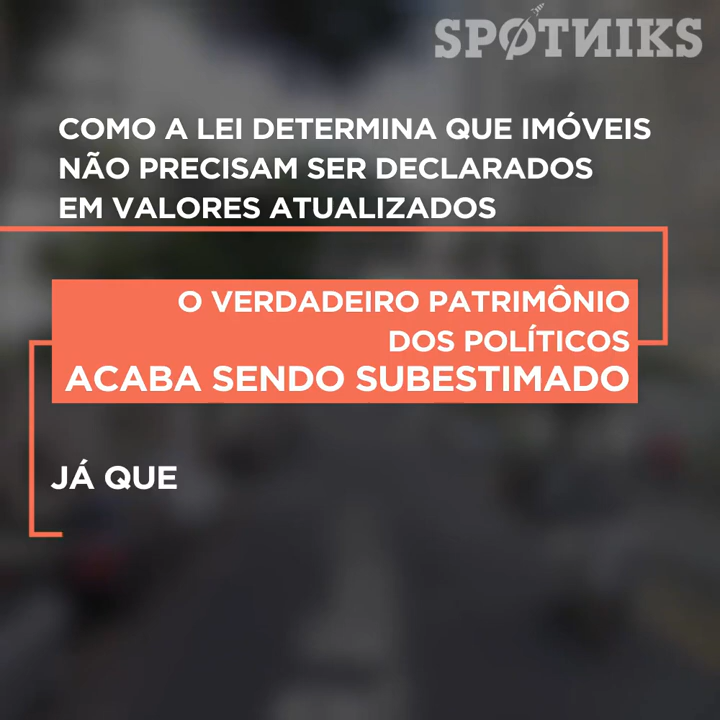 SPOTNIKS
COMO A LEI DETERMINA QUE IMÓVEIS
NÃO PRECISAM SER DECLARADOS
EM VALORES ATUALIZADOS
O VERDADEIRO PATRIMÔNIO
DOS POLÍTICOS
ACABA SENDO SUBESTIMADO
JÁ QUE